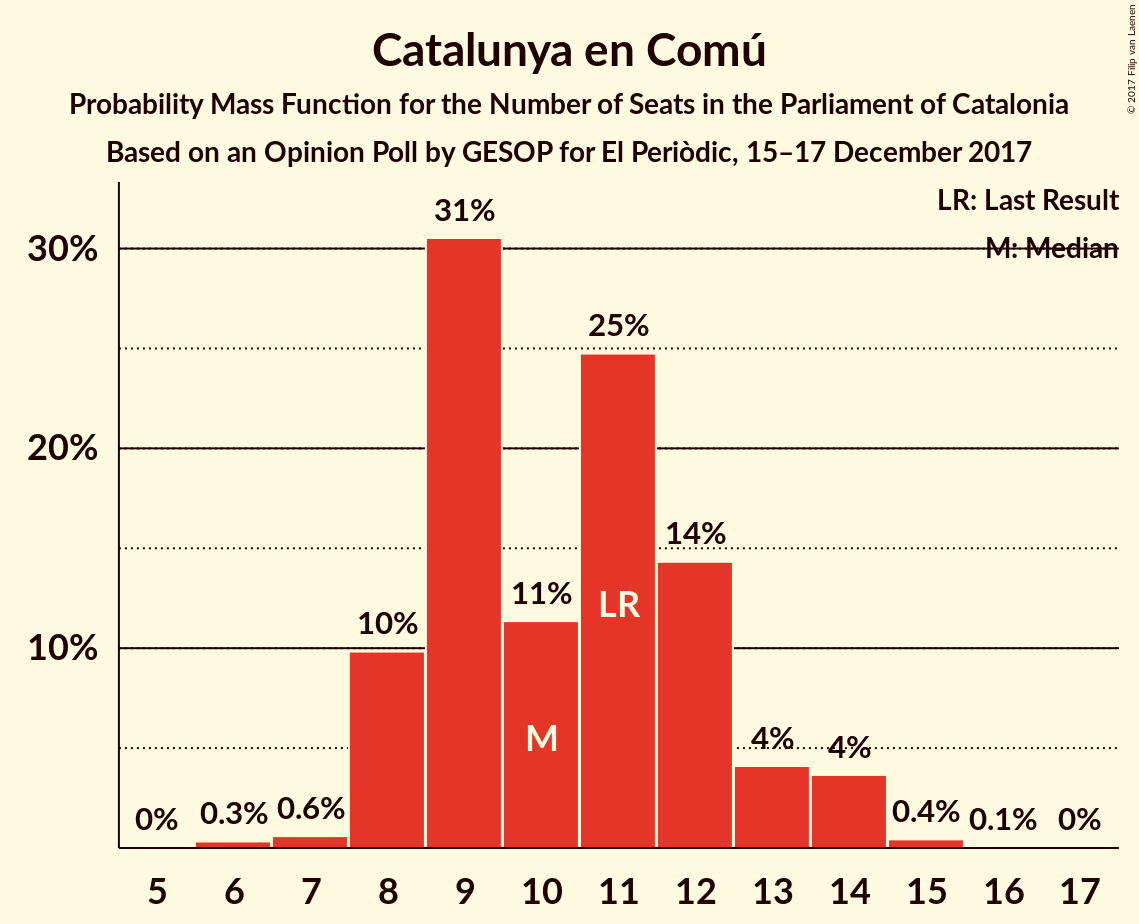 Catalunya en Comú
Probability Mass Function for the Number of Seats in the Parliament of Catalonia
Based on an Opinion Poll by GESOP for El Periòdic, 15–17 December 2017
© 2017 Filip van Laenen
LR: Last Result
M: Median
30%
20%
10%
0%
0.3%
0.6%
10%
31%
11%
25%
14%
4%
4%
0.4%
0.1%
0%
LR
M
5 6 7 8 9 10 11 12 13 14 15 16 17